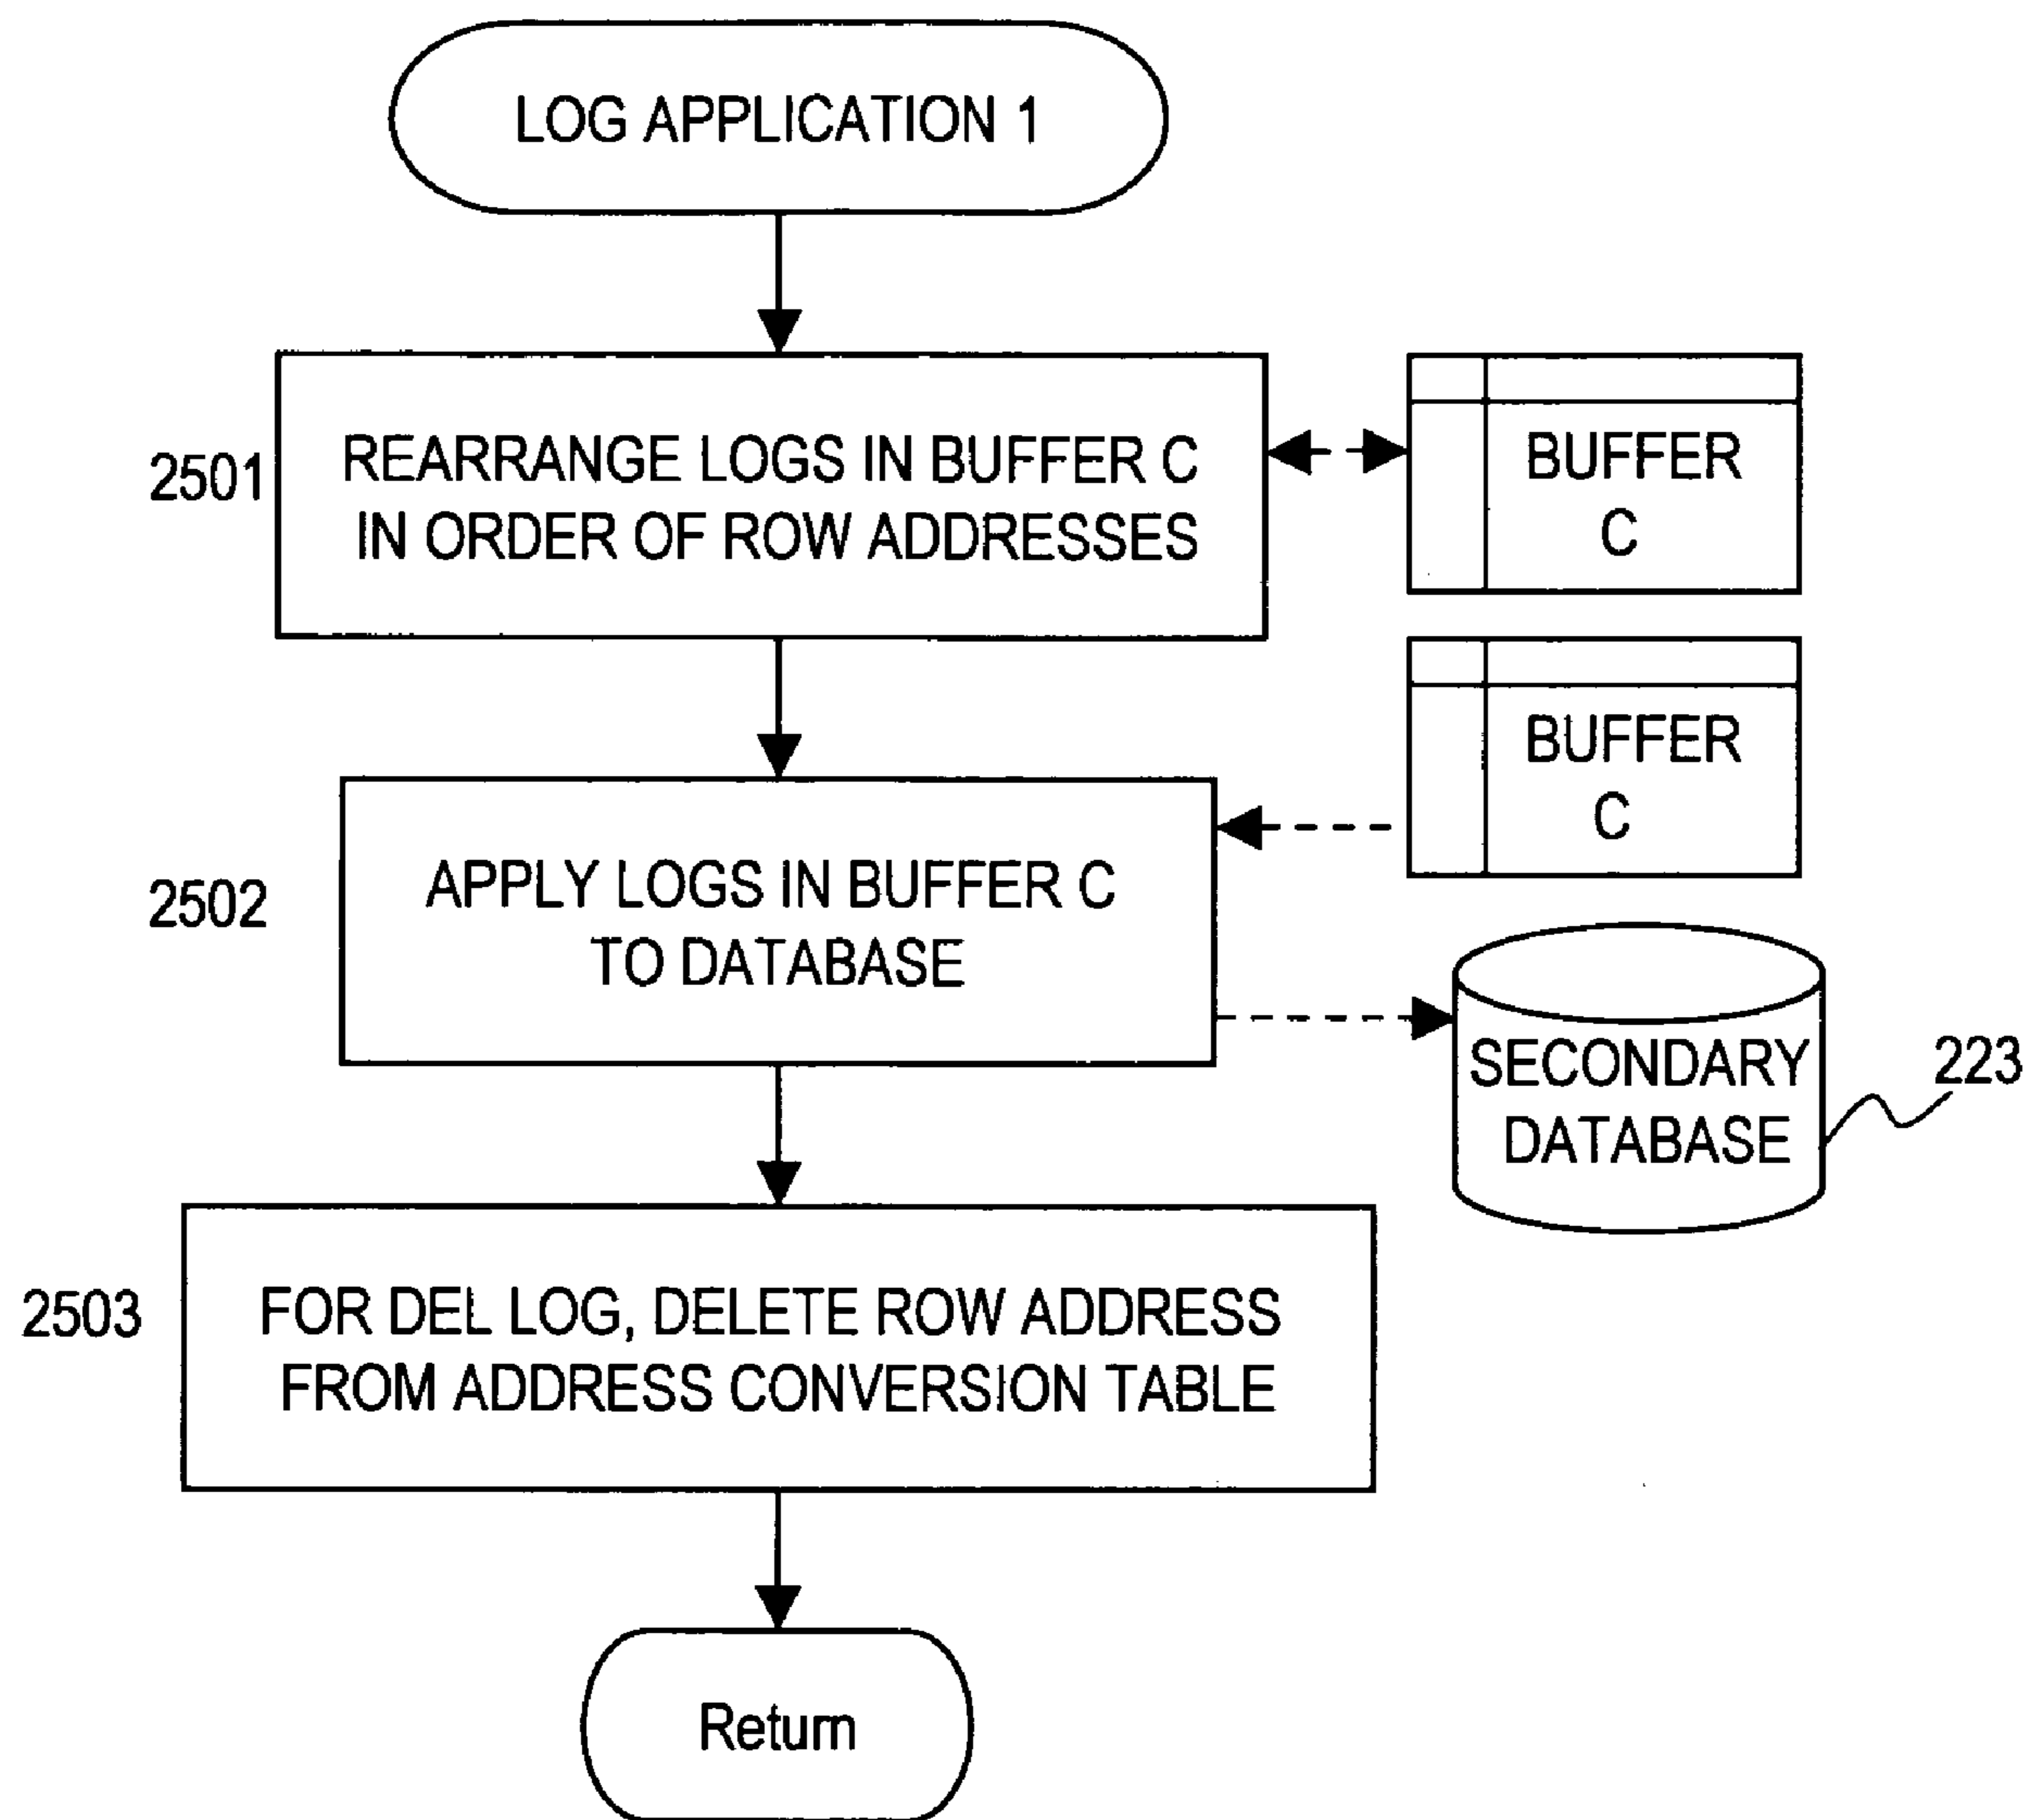 LOG APPLICATION 1
2501
REARRANGE LOGS IN BUFFER C
IN ORDER OF ROW ADDRESSES
BUFFER
C
BUFFER
C
2502
APPLY LOGS IN BUFFER C
TO DATABASE
SECONDARY
DATABASE
223
2503
FOR DEL LOG, DELETE ROW ADDRESS
FROM ADDRESS CONVERSION TABLE
Return